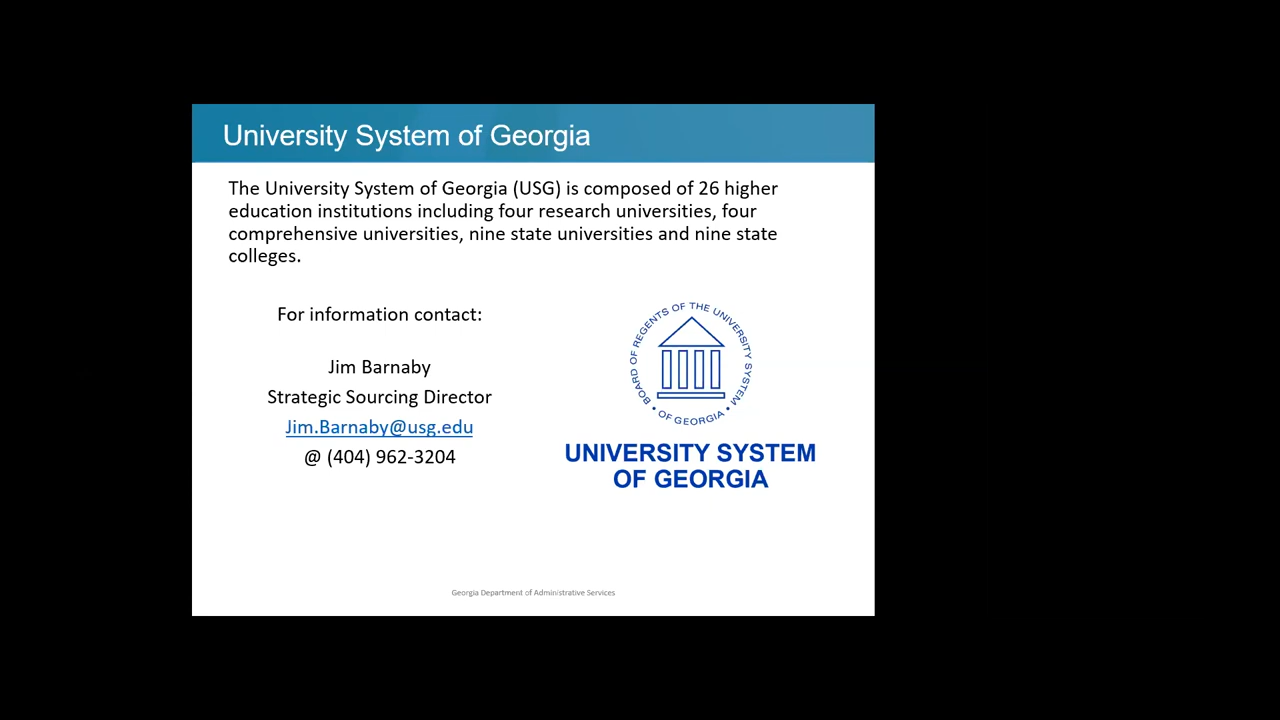 University System of Georgia
The University System of Georgia (USG) is composed of 26 higher
education institutions including four research universities, four
comprehensive universities, nine state universities and nine state
colleges.
For information contact:
Jim Barnaby
Strategic Sourcing Director
Jim.Barnaby@usg.edu
@ (404) 962-3204
BOARD OF REGENTS OF THE UNIVERSITY SYSTEM
• OF GEORGIA •
UNIVERSITY SYSTEM
OF GEORGIA
Georgia Department of Administrative Services